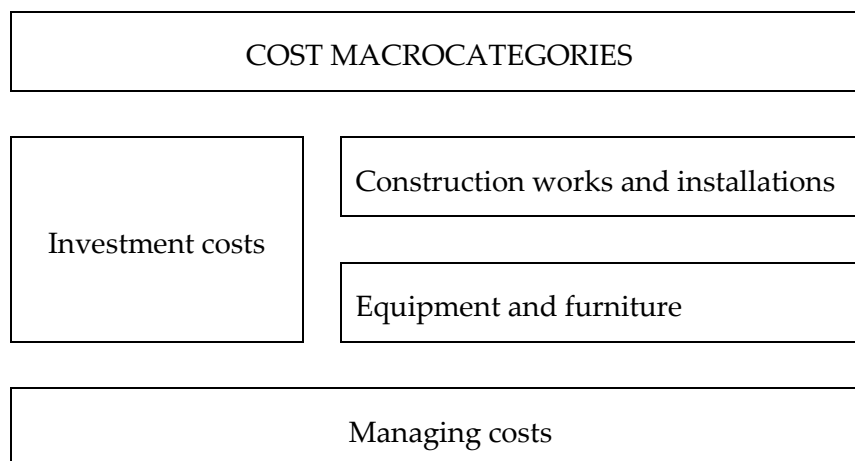 COST MACROCATEGORIES
Construction works and installations
Investment costs
Equipment and furniture
Managing costs